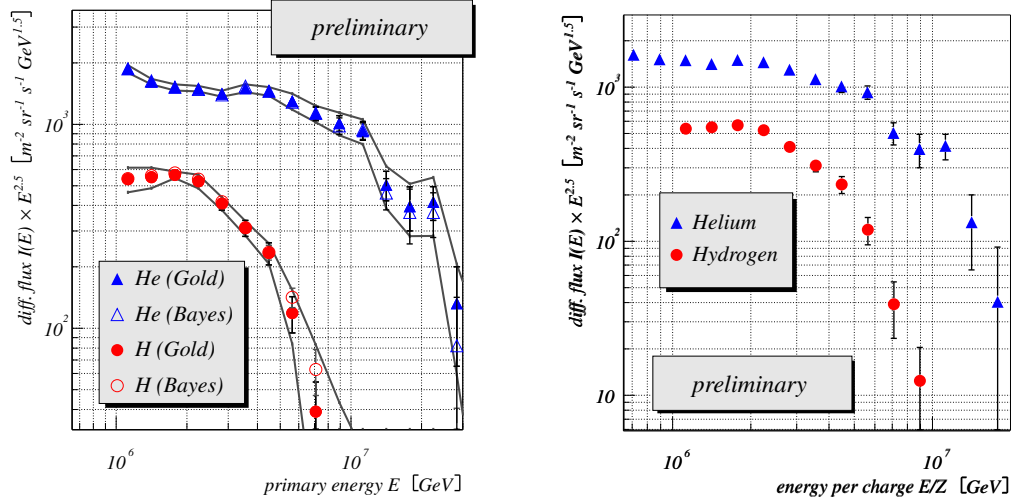 diff. flux I(E) × E^2.5 [m^-2 sr^-1 s^-1 GeV^1.5]
preliminary
10^3
10^2
He (Gold)
He (Bayes)
H (Gold)
H (Bayes)
10^6
10^7
primary energy E [GeV]
diff. flux I(E) × E^2.5 [m^-2 sr^-1 s^-1 GeV^1.5]
10^3
10^2
10
Helium
Hydrogen
preliminary
10^6
10^7
energy per charge E/Z [GeV]